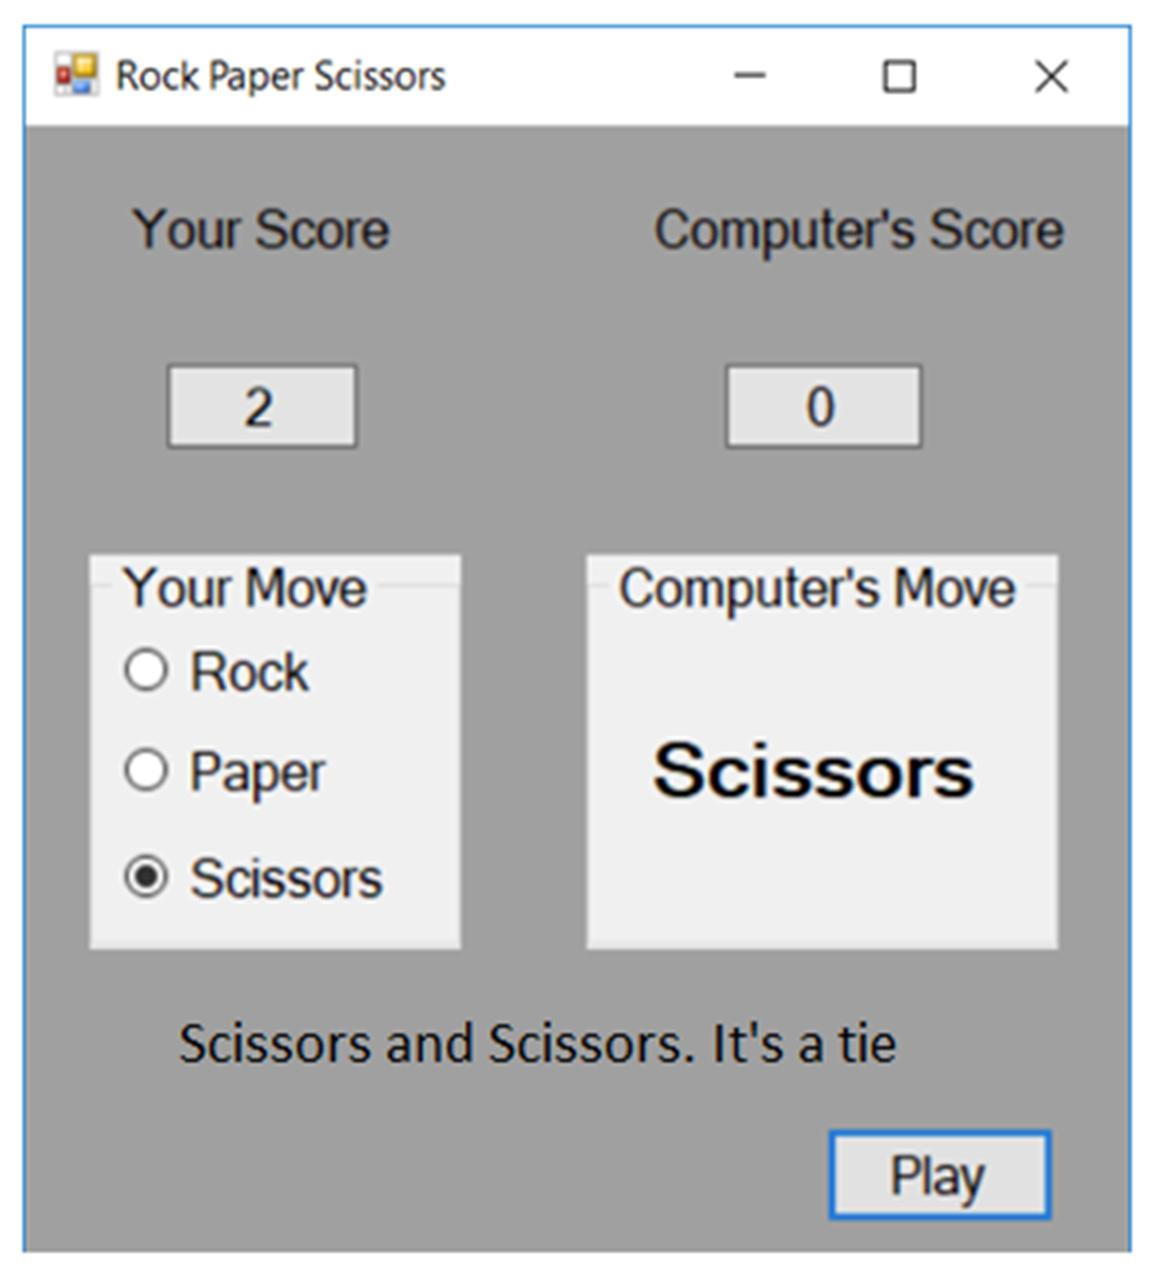 Rock Paper Scissors
Your Score
Computer's Score
2
0
Your Move
Rock
Paper
Scissors
Computer's Move
Scissors
Scissors and Scissors. It's a tie
Play